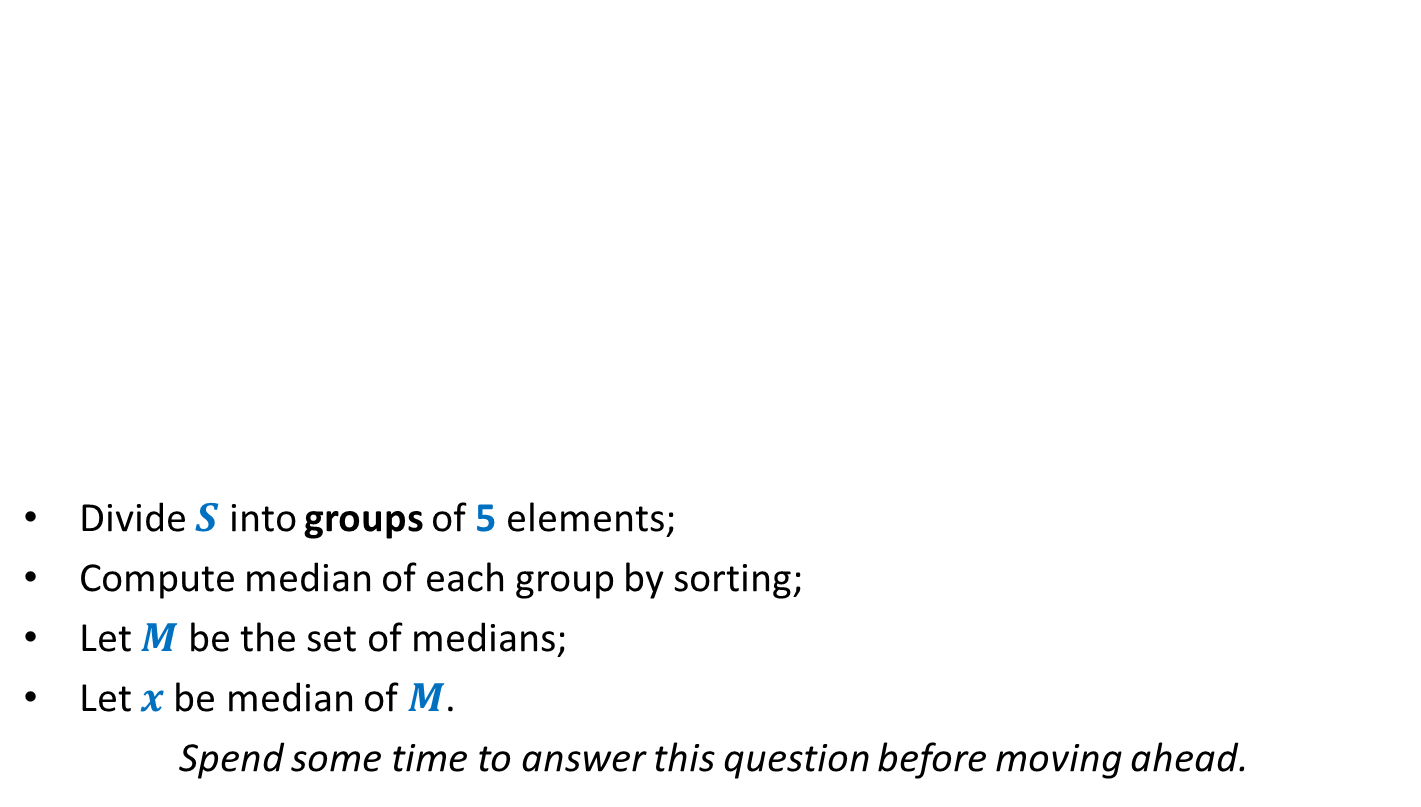 • Divide S into groups of 5 elements;
• Compute median of each group by sorting;
• Let M be the set of medians;
• Let x be median of M.
Spend some time to answer this question before moving ahead.